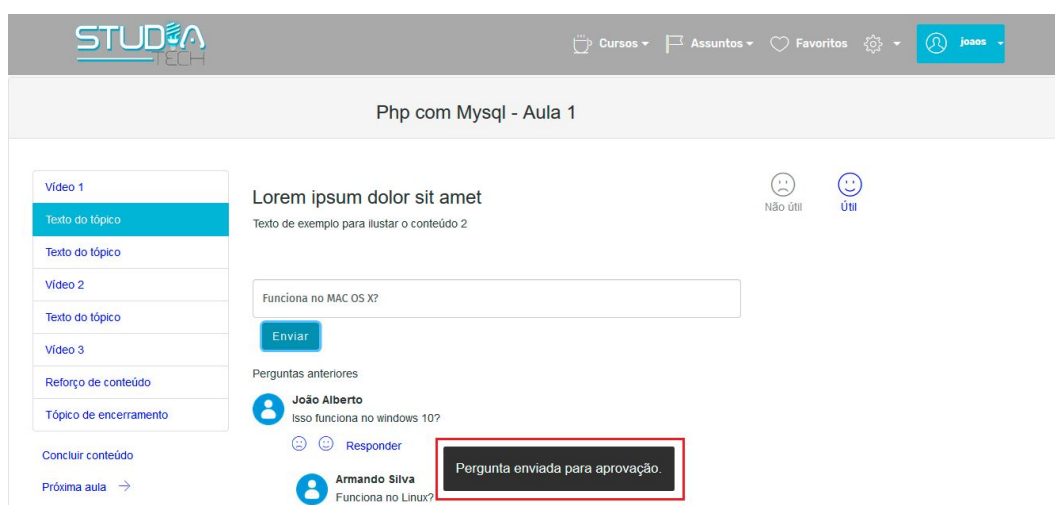 STUDIA
TECH
Cursos
Assuntos
Favoritos
joaos
Php com Mysql - Aula 1
Vídeo 1
Texto do tópico
Texto do tópico
Vídeo 2
Texto do tópico
Vídeo 3
Reforço de conteúdo
Tópico de encerramento
Concluir conteúdo
Próxima aula
Lorem ipsum dolor sit amet
Texto de exemplo para ilustar o conteúdo 2
Não útil
Útil
Funciona no MAC OS X?
Enviar
Perguntas anteriores
João Alberto
Isso funciona no windows 10?
Responder
Armando Silva
Funciona no Linux?
Pergunta enviada para aprovação.